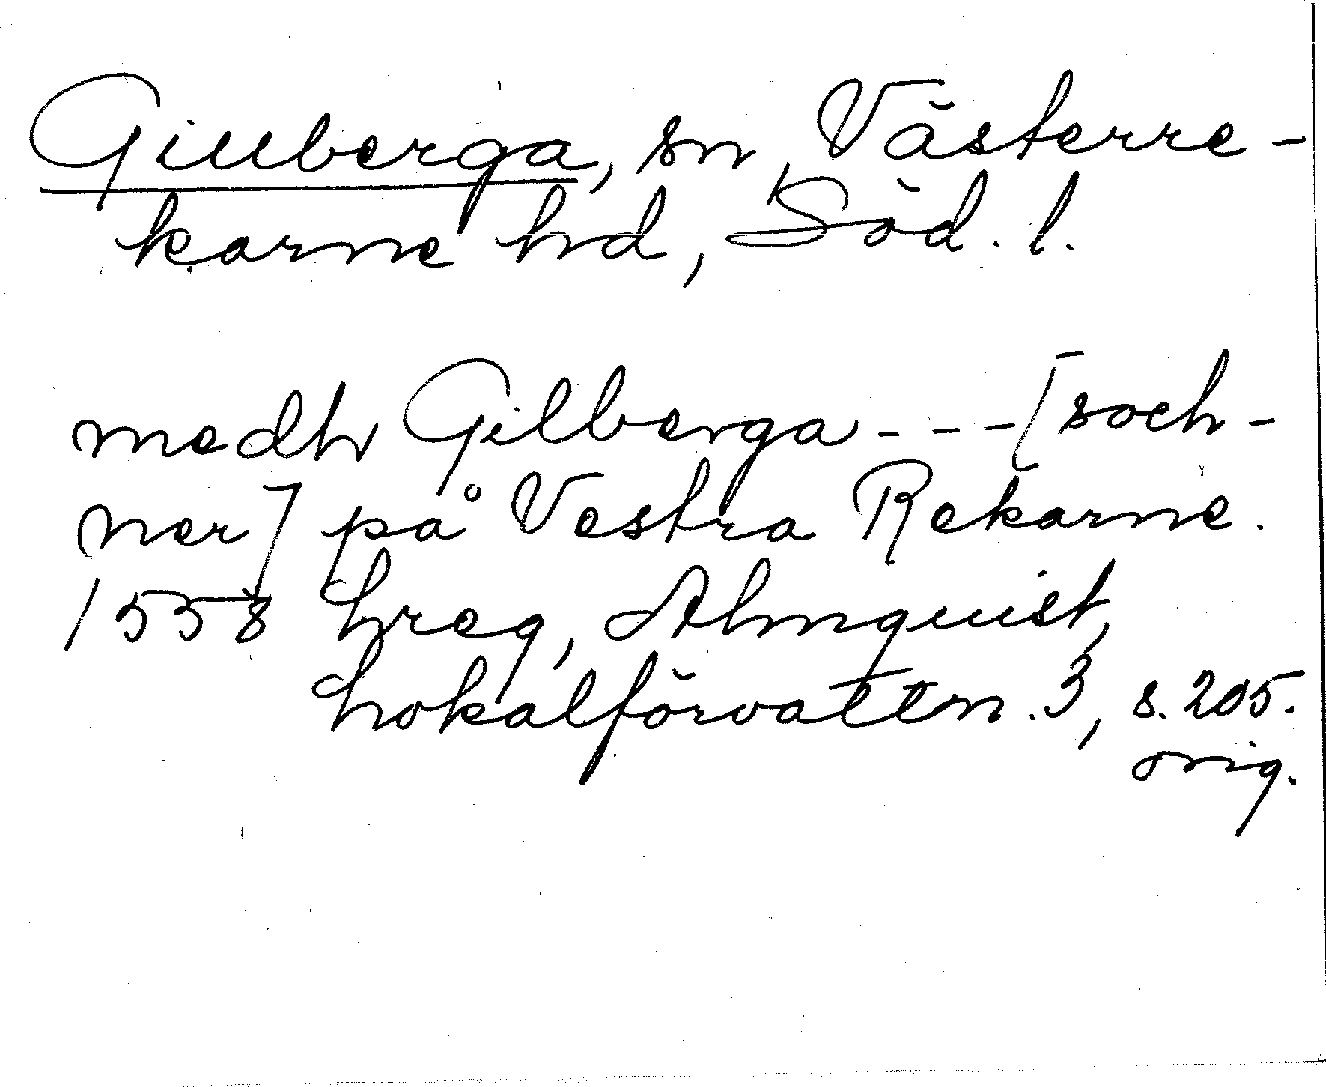 Gillberga, sn, Västerre-
karne hd, Söd. l.
medh Gilberga - - - [soch-
ner] på Vestra Rekarne.
1558 hreg, Almquist,
Lokalförvaltn. 3, s. 205.
orig.